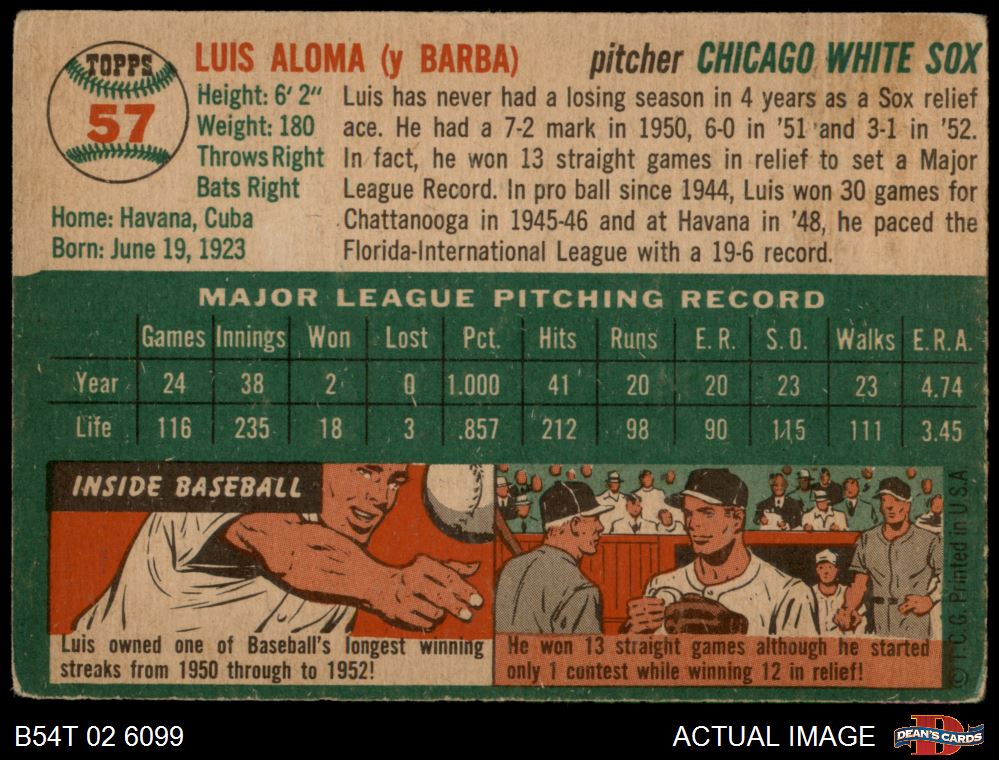 TOPPS
57
LUIS ALOMA (y BARBA) pitcher CHICAGO WHITE SOX
Height: 6' 2"
Weight: 180
Throws Right
Bats Right
Home: Havana, Cuba
Born: June 19, 1923
Luis has never had a losing season in 4 years as a Sox relief
ace. He had a 7-2 mark in 1950, 6-0 in '51 and 3-1 in '52.
In fact, he won 13 straight games in relief to set a Major
League Record. In pro ball since 1944, Luis won 30 games for
Chattanooga in 1945-46 and at Havana in '48, he paced the
Florida-International League with a 19-6 record.
MAJOR LEAGUE PITCHING RECORD
Games Innings Won Lost Pct. Hits Runs E. R. S. O. Walks E. R. A.
Year 24 38 2 0 1.000 41 20 20 23 23 4.74
Life 116 235 18 3 .857 212 98 90 115 111 3.45
INSIDE BASEBALL
Luis owned one of Baseball's longest winning
streaks from 1950 through to 1952!
He won 13 straight games although he started
only 1 contest while winning 12 in relief!
© T. C. G. Printed in U.S.A
B54T 02 6099
ACTUAL IMAGE
D
DEAN'S CARDS